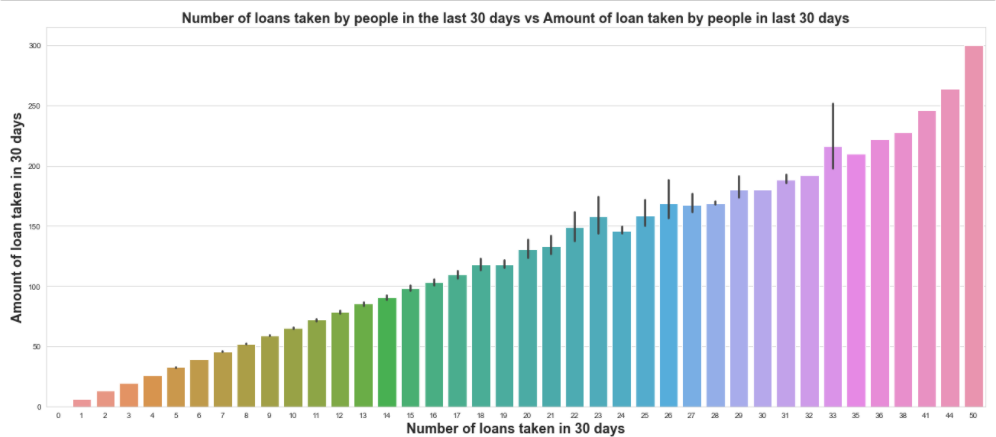 Number of loans taken by people in the last 30 days vs Amount of loan taken by people in last 30 days
Amount of loan taken in 30 days
300
250
200
150
100
50
0
0 1 2 3 4 5 6 7 8 9 10 11 12 13 14 15 16 17 18 19 20 21 22 23 24 25 26 27 28 29 30 31 32 33 35 36 38 41 44 50
Number of loans taken in 30 days